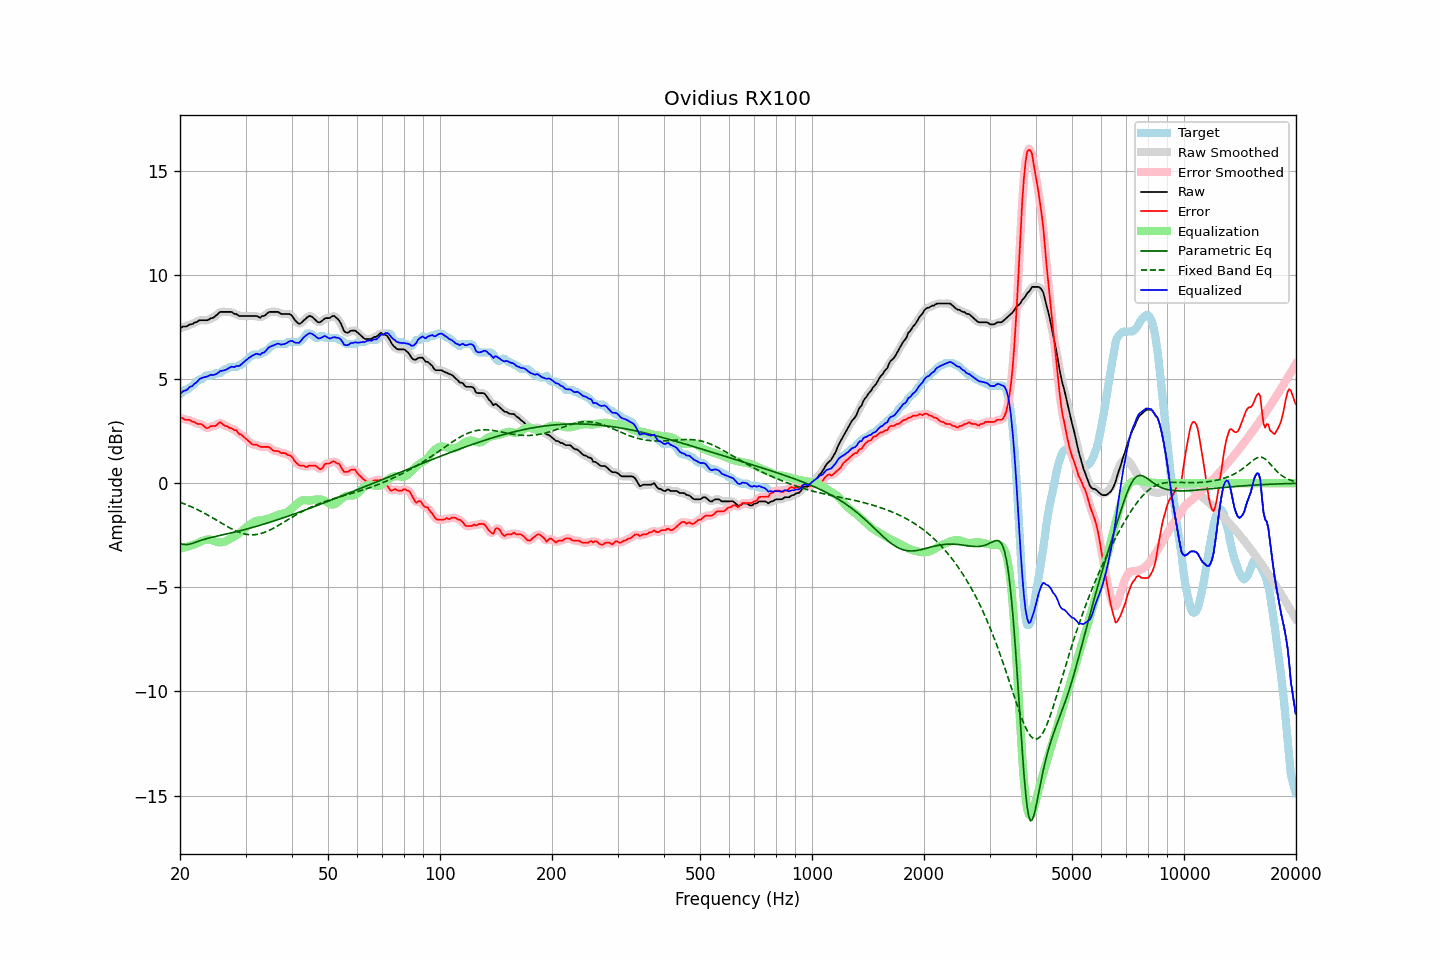 Ovidius RX100
Amplitude (dBr)
15
10
5
0
−5
−10
−15
20
50
100
200
500
1000
2000
5000
10000
20000
Frequency (Hz)
Target
Raw Smoothed
Error Smoothed
Raw
Error
Equalization
Parametric Eq
Fixed Band Eq
Equalized